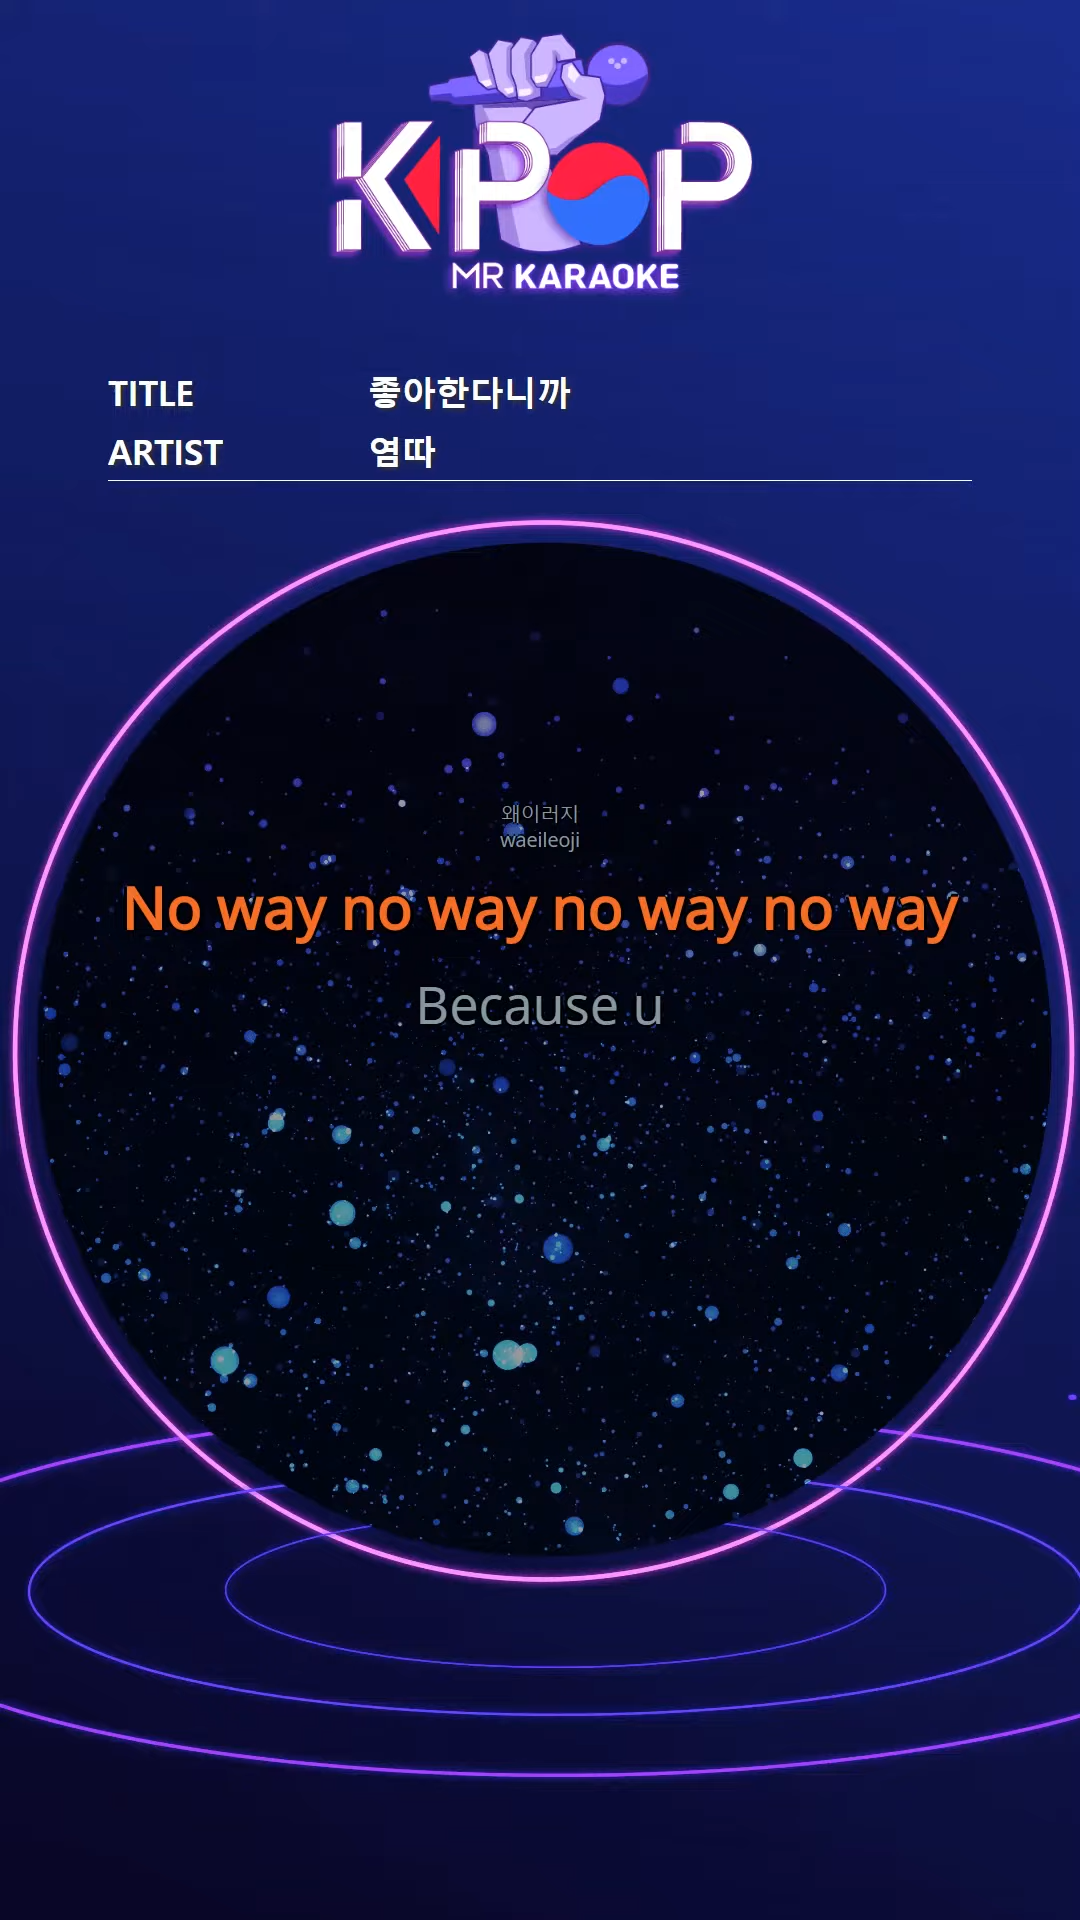 KPOP
MR KARAOKE
TITLE 좋아한다니까
ARTIST 염따
왜이러지
waeileoji
No way no way no way no way
Because u